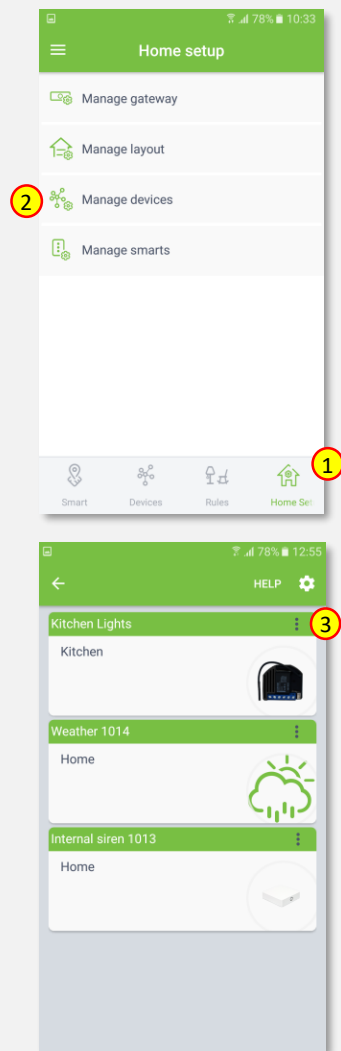 78% 10:33
Home setup
Manage gateway
Manage layout
2 Manage devices
Manage smarts
1
Smart Devices Rules Home Set
78% 12:55
HELP
Kitchen Lights 3
Kitchen
Weather 1014
Home
Internal siren 1013
Home